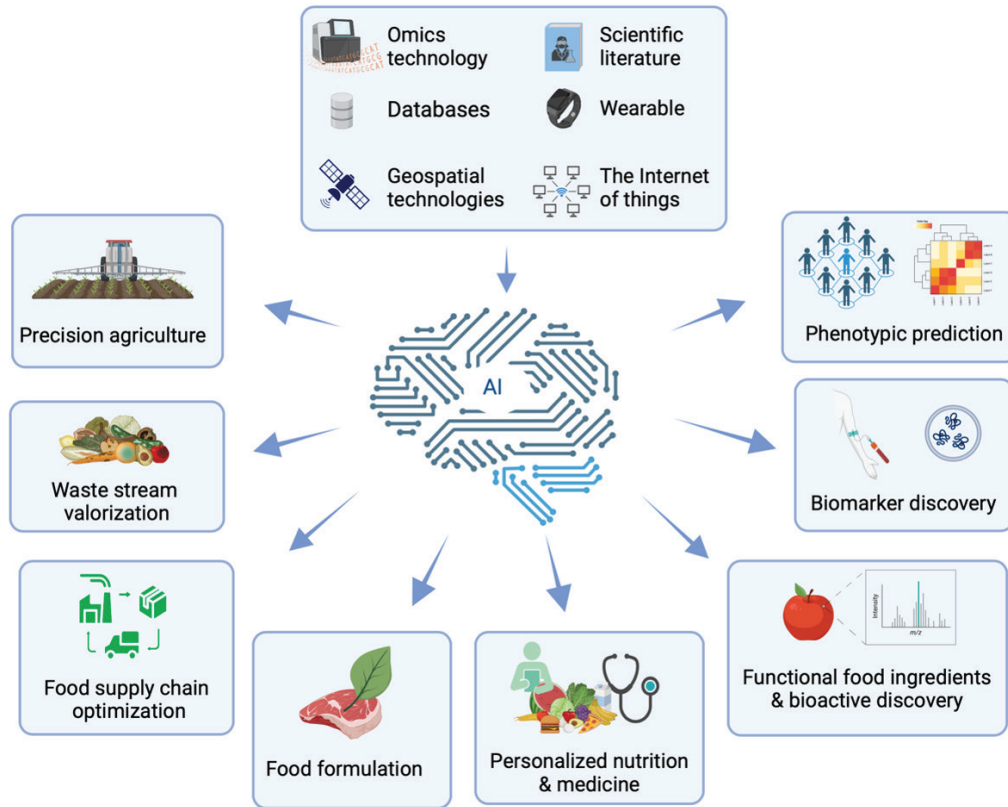 Omics
technology
Scientific
literature
Databases
Wearable
Geospatial
technologies
The Internet
of things
AI
Precision agriculture
Phenotypic prediction
Waste stream
valorization
Biomarker discovery
Food supply chain
optimization
Intensity
m/z
Functional food ingredients
& bioactive discovery
Food formulation
Personalized nutrition
& medicine